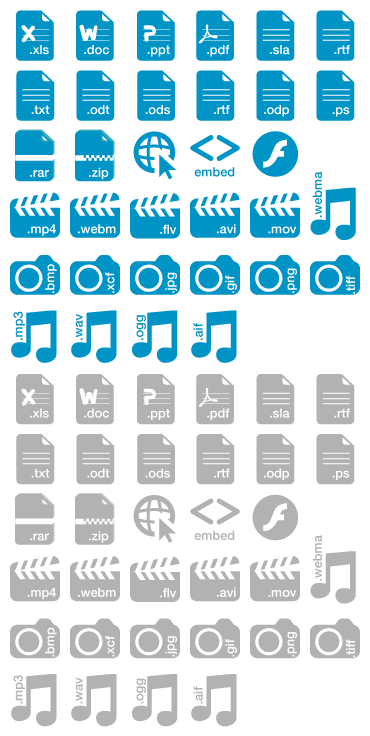 X W P
.xls .doc .ppt .pdf .sla .rtf
.txt .odt .ods .rtf .odp .ps
.rar .zip embed f .webma
.mp4 .webm .flv .avi .mov
.bmp .xcf .jpg .gif .png .tiff
.mp3 .wav .ogg .aif
X W P
.xls .doc .ppt .pdf .sla .rtf
.txt .odt .ods .rtf .odp .ps
.rar .zip embed f .webma
.mp4 .webm .flv .avi .mov
.bmp .xcf .jpg .gif .png .tiff
.mp3 .wav .ogg .aif